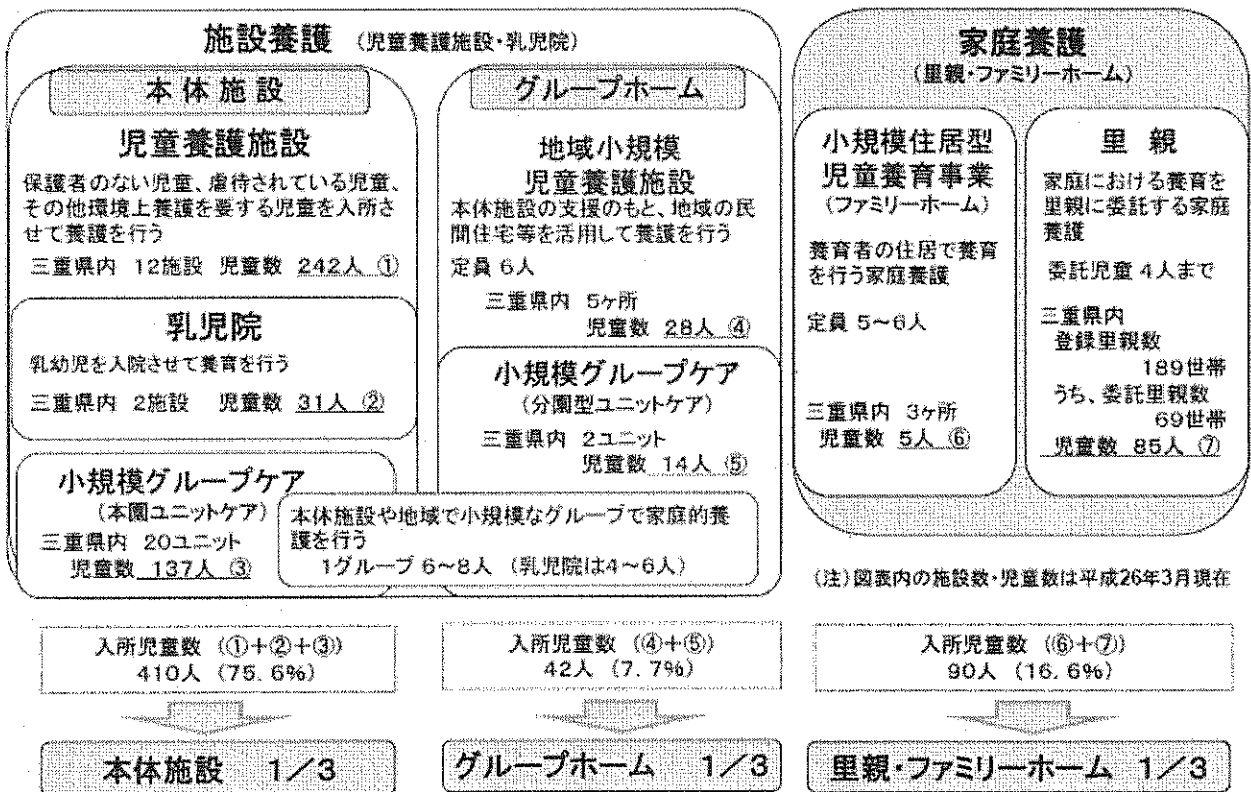 施設養護 (児童養護施設・乳児院)
本体施設
児童養護施設
保護者のない児童、虐待されている児童、
その他環境上養護を要する児童を入所さ
せて養護を行う
三重県内 12施設 児童数 242人 ①
乳児院
乳幼児を入院させて養育を行う
三重県内 2施設 児童数 31人 ②
小規模グループケア
(本園ユニットケア)
三重県内 20ユニット
児童数 137人 ③
グループホーム
地域小規模
児童養護施設
本体施設の支援のもと、地域の民
間住宅等を活用して養護を行う
定員 6人
三重県内 5ヶ所
児童数 28人 ④
小規模グループケア
(分園型ユニットケア)
三重県内 2ユニット
児童数 14人 ⑤
本体施設や地域で小規模なグループで家庭的養
護を行う
1グループ 6~8人 (乳児院は4~6人)
家庭養護
(里親・ファミリーホーム)
小規模住居型
児童養育事業
(ファミリーホーム)
養育者の住居で養育
を行う家庭養護
定員 5~6人
三重県内 3ヶ所
児童数 5人 ⑥
里親
家庭における養育を
里親に委託する家庭
養護
委託児童 4人まで
三重県内
登録里親数
189世帯
うち、委託里親数
69世帯
児童数 85人 ⑦
(注)図表内の施設数・児童数は平成26年3月現在
入所児童数 (①+②+③)
410人 (75.6%)
入所児童数 (④+⑤)
42人 (7.7%)
入所児童数 (⑥+⑦)
90人 (16.6%)
本体施設 1/3
グループホーム 1/3
里親・ファミリーホーム 1/3